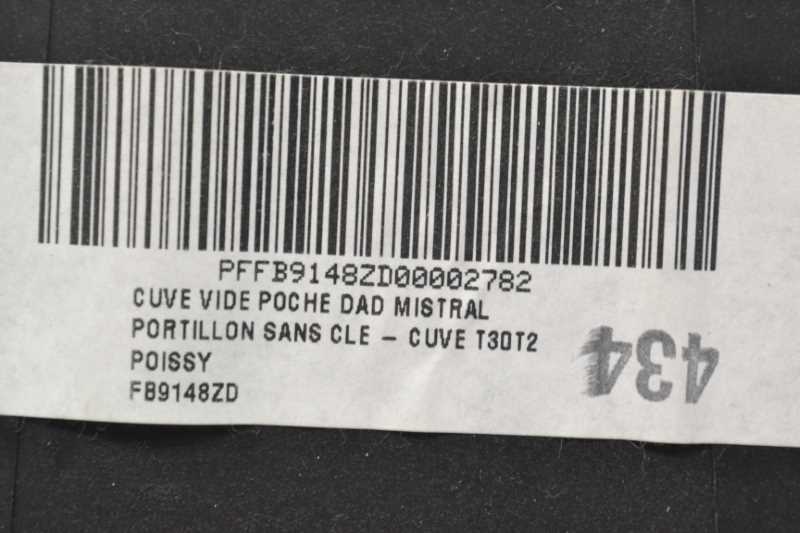 PFFB9148ZD00002782
CUVE VIDE POCHE DAD MISTRAL
PORTILLON SANS CLE – CUVE T30T2
POISSY
FB9148ZD
434